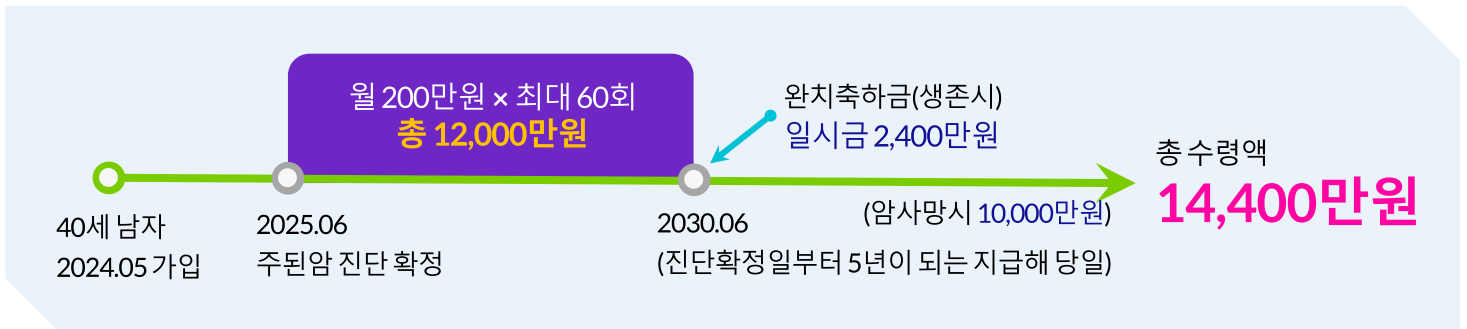 월 200만원 × 최대 60회
총 12,000만원
완치축하금(생존시)
일시금 2,400만원
총 수령액
14,400만원
(암사망시 10,000만원)
40세 남자
2024.05 가입
2025.06
주된암 진단 확정
2030.06
(진단확정일부터 5년이 되는 지급해 당일)